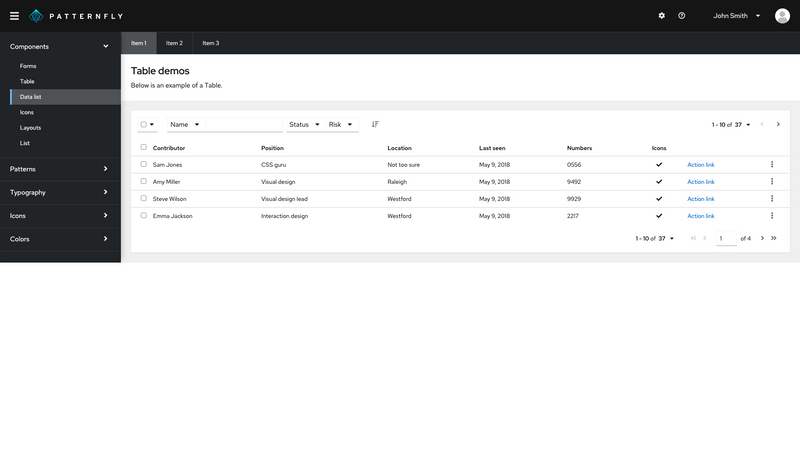 PATTERNFLY
John Smith
Components
Forms
Table
Data list
Icons
Layouts
List
Patterns
Typography
Icons
Colors
Item 1 Item 2 Item 3
Table demos
Below is an example of a Table.
Name Status Risk 1 - 10 of 37
Contributor Position Location Last seen Numbers Icons
Sam Jones CSS guru Not too sure May 9, 2018 0556 Action link
Amy Miller Visual design Raleigh May 9, 2018 9492 Action link
Steve Wilson Visual design lead Westford May 9, 2018 9929 Action link
Emma Jackson Interaction design Westford May 9, 2018 2217 Action link
1 - 10 of 37 1 of 4